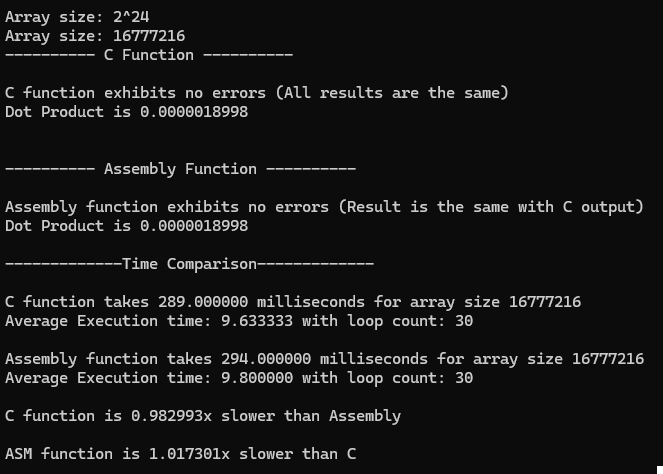 Array size: 2^24
Array size: 16777216
---------- C Function ----------
C function exhibits no errors (All results are the same)
Dot Product is 0.0000018998
---------- Assembly Function ----------
Assembly function exhibits no errors (Result is the same with C output)
Dot Product is 0.0000018998
-------------Time Comparison-------------
C function takes 289.000000 milliseconds for array size 16777216
Average Execution time: 9.633333 with loop count: 30
Assembly function takes 294.000000 milliseconds for array size 16777216
Average Execution time: 9.800000 with loop count: 30
C function is 0.982993x slower than Assembly
ASM function is 1.017301x slower than C